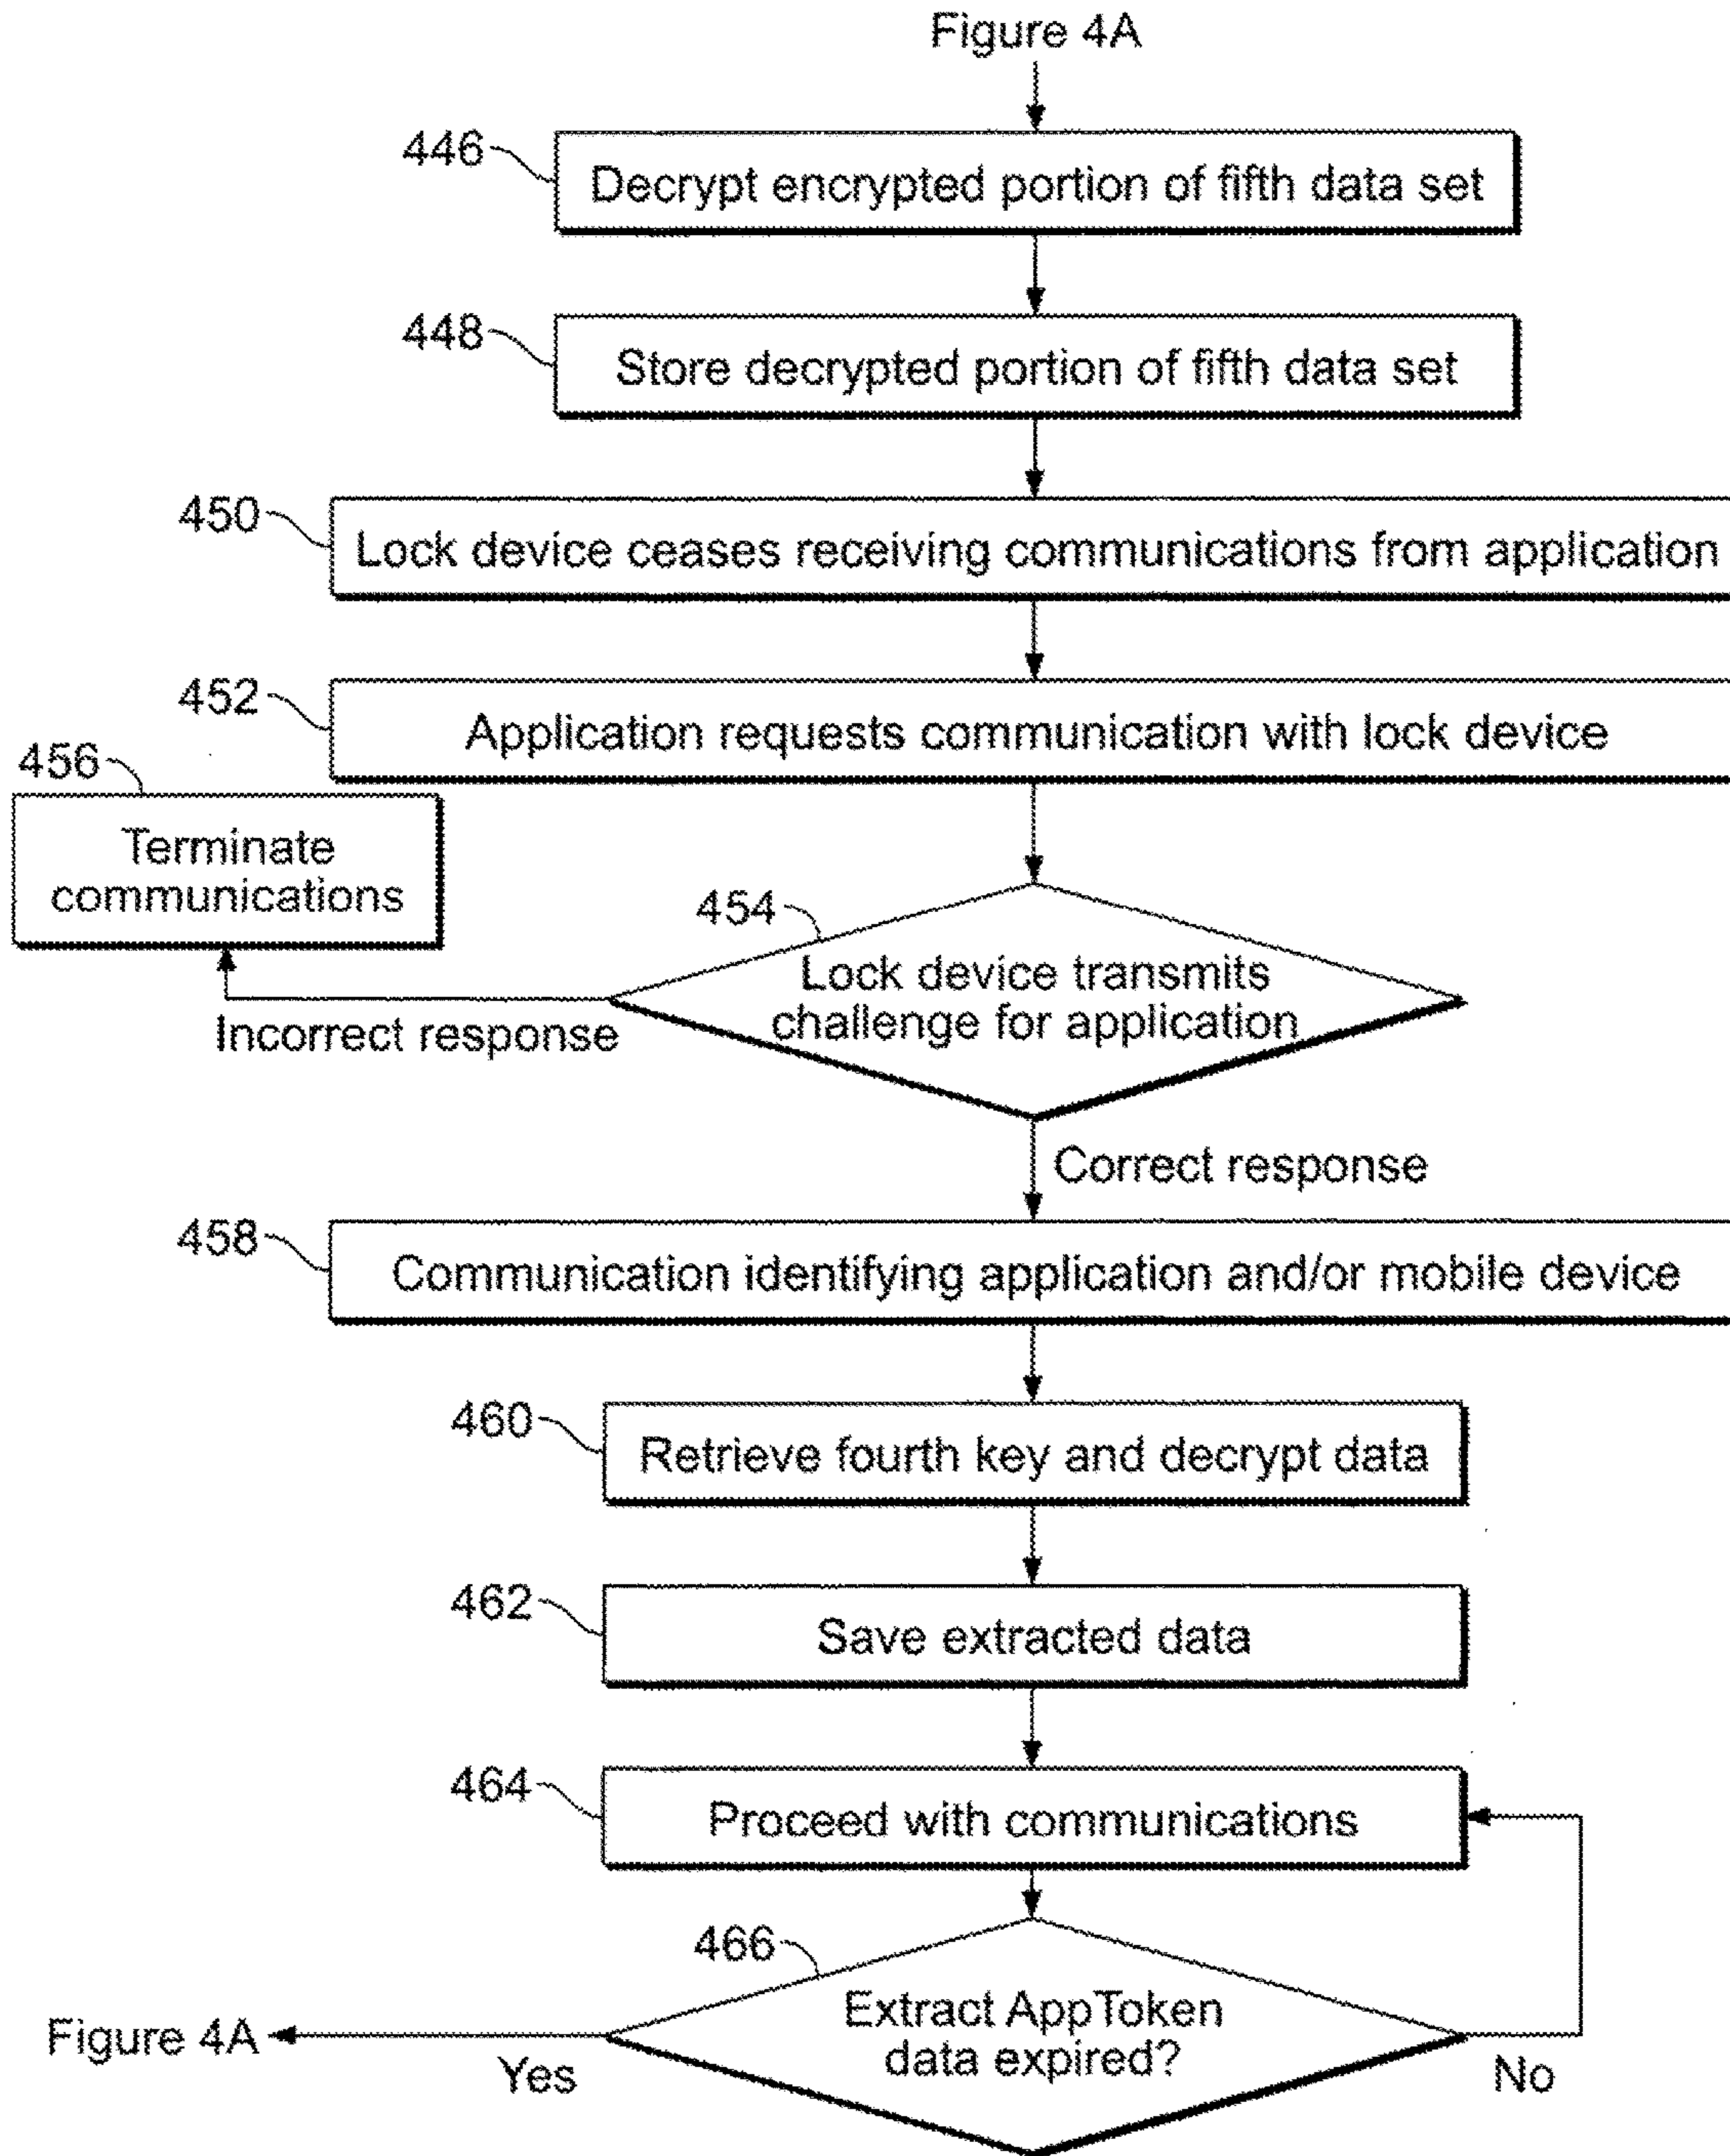 Figure 4A
446
Decrypt encrypted portion of fifth data set
448
Store decrypted portion of fifth data set
450
Lock device ceases receiving communications from application
452
Application requests communication with lock device
456
Terminate
communications
454
Lock device transmits
challenge for application
Incorrect response
Correct response
458
Communication identifying application and/or mobile device
460
Retrieve fourth key and decrypt data
462
Save extracted data
464
Proceed with communications
466
Extract AppToken
data expired?
Figure 4A
Yes
No